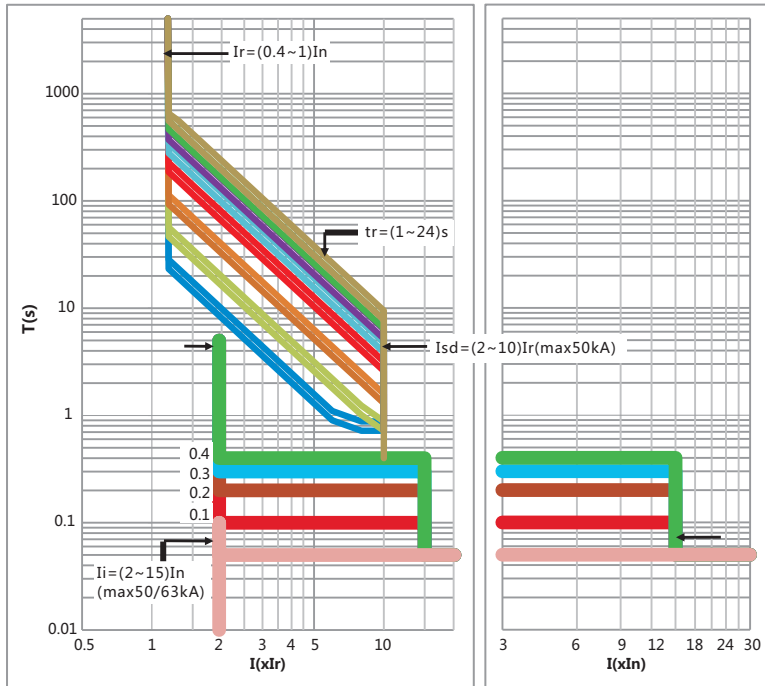 Ir=(0.4~1)In
1000
100
tr=(1~24)s
T(s)
10
Isd=(2~10)Ir(max50kA)
1
0.4
0.3
0.2
0.1
0.1
Ii=(2~15)In
(max50/63kA)
0.01
0.5 1 2 3 4 5 10
I(xIr)
3 6 9 12 18 24 30
I(xIn)